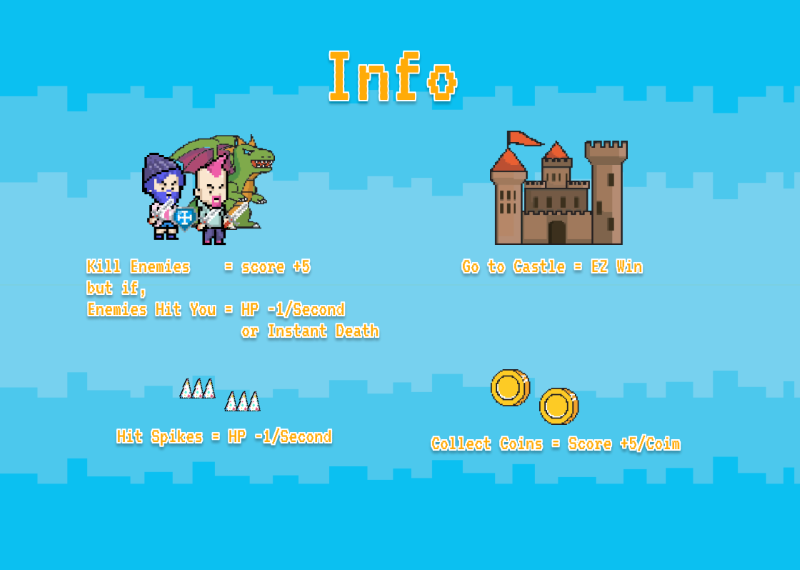 Info
Kill Enemies = score +5
but if,
Enemies Hit You = HP -1/Second
or Instant Death
Go to Castle = EZ Win
Hit Spikes = HP -1/Second
Collect Coins = Score +5/Coim